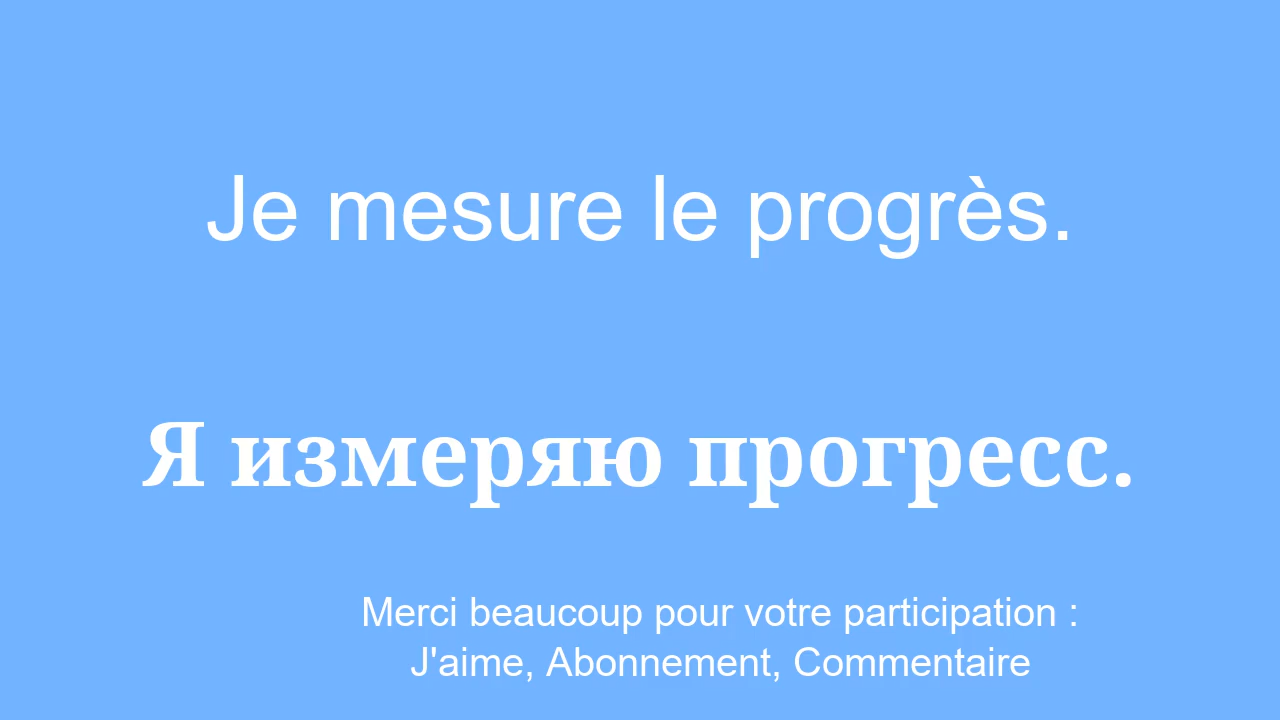 Je mesure le progrès.
Я измеряю прогресс.
Merci beaucoup pour votre participation :
J'aime, Abonnement, Commentaire